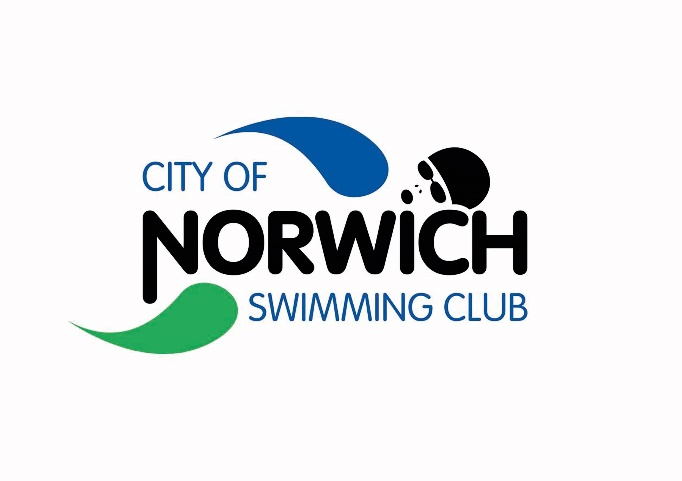 CITY OF
NORWICH
SWIMMING CLUB